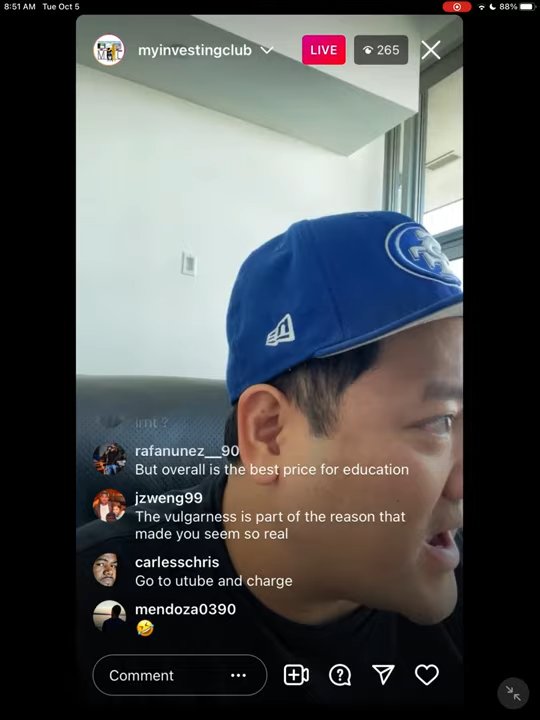 8:51 AM Tue Oct 5
88%
myinvestingclub
LIVE
265
rafanunez__90
But overall is the best price for education
jzweng99
The vulgarness is part of the reason that
made you seem so real
carlesschris
Go to utube and charge
mendoza0390
🤣
Comment